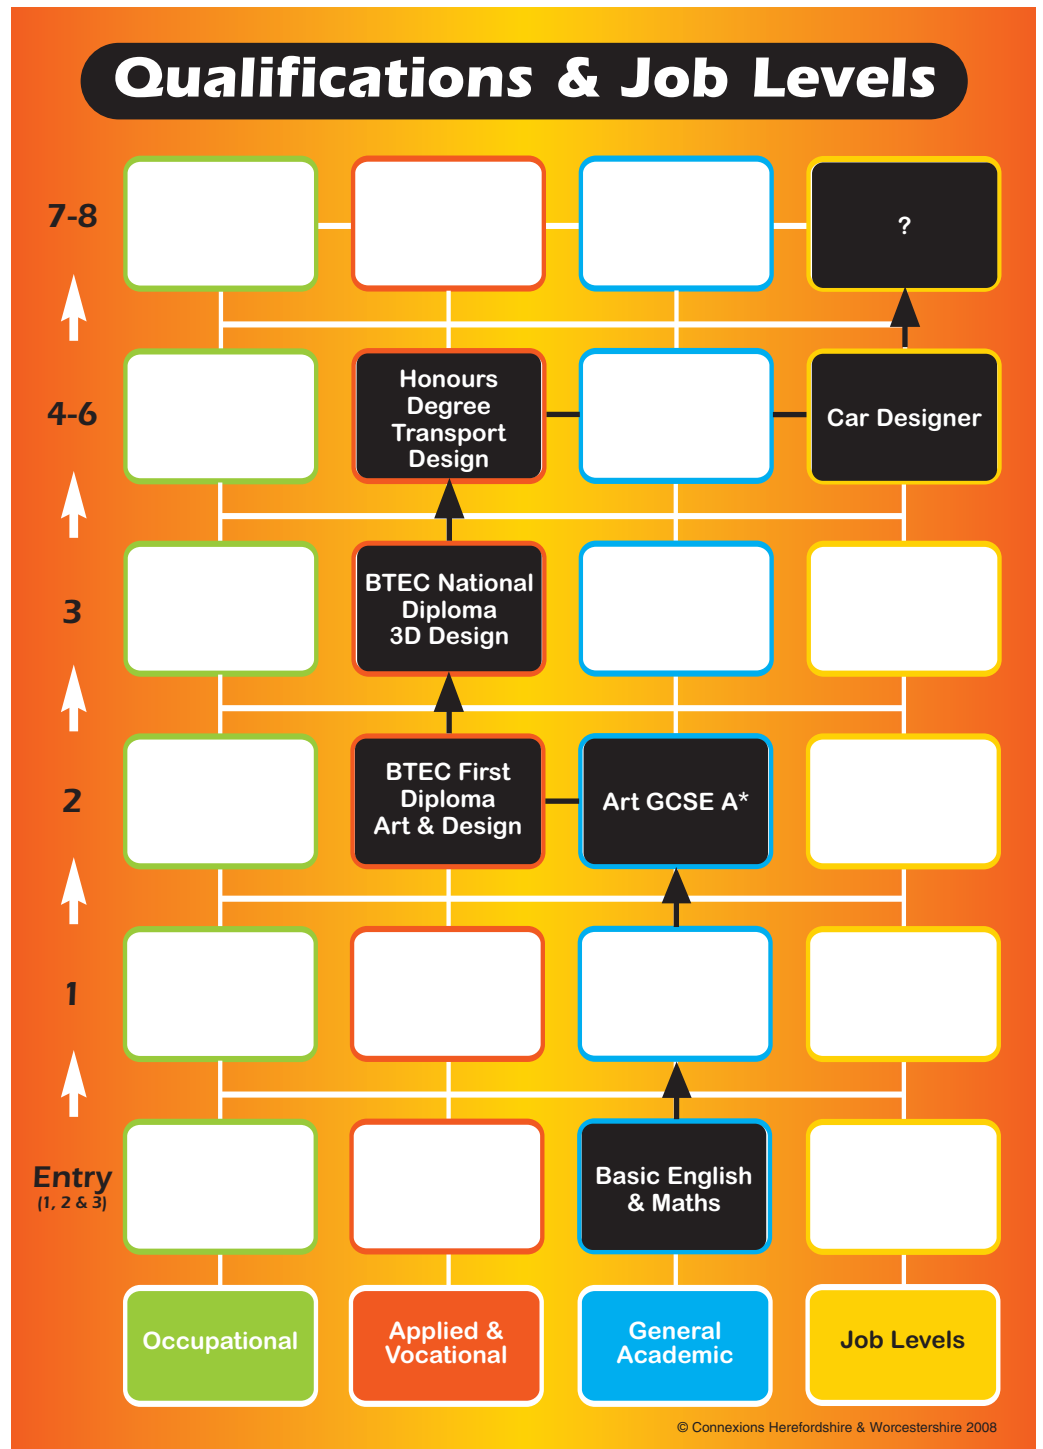 Qualifications & Job Levels
7-8
?
4-6
Honours
Degree
Transport
Design
Car Designer
3
BTEC National
Diploma
3D Design
2
BTEC First
Diploma
Art & Design
Art GCSE A*
1
Entry
(1, 2 & 3)
Basic English
& Maths
Occupational
Applied &
Vocational
General
Academic
Job Levels
© Connexions Herefordshire & Worcestershire 2008